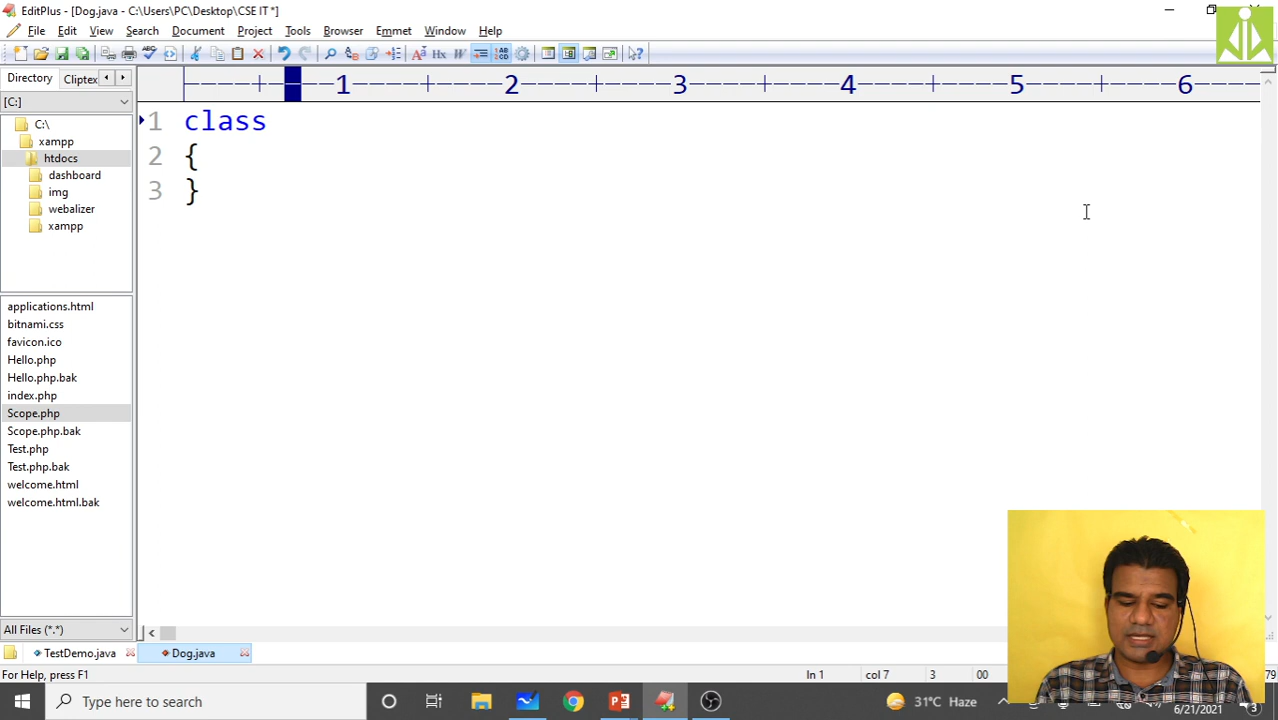 EditPlus - [Dog.java - C:\Users\PC\Desktop\CSE IT *]
File Edit View Search Document Project Tools Browser Emmet Window Help
Directory Cliptex
[C:]
C:\
xampp
htdocs
dashboard
img
webalizer
xampp
applications.html
bitnami.css
favicon.ico
Hello.php
Hello.php.bak
index.php
Scope.php
Scope.php.bak
Test.php
Test.php.bak
welcome.html
welcome.html.bak
All Files (*.*)
1 2 3 4 5 6
1 class
2 {
3 }
TestDemo.java Dog.java
For Help, press F1 ln 1 col 7 3 00 79
Type here to search 31°C Haze
6/21/2021 3